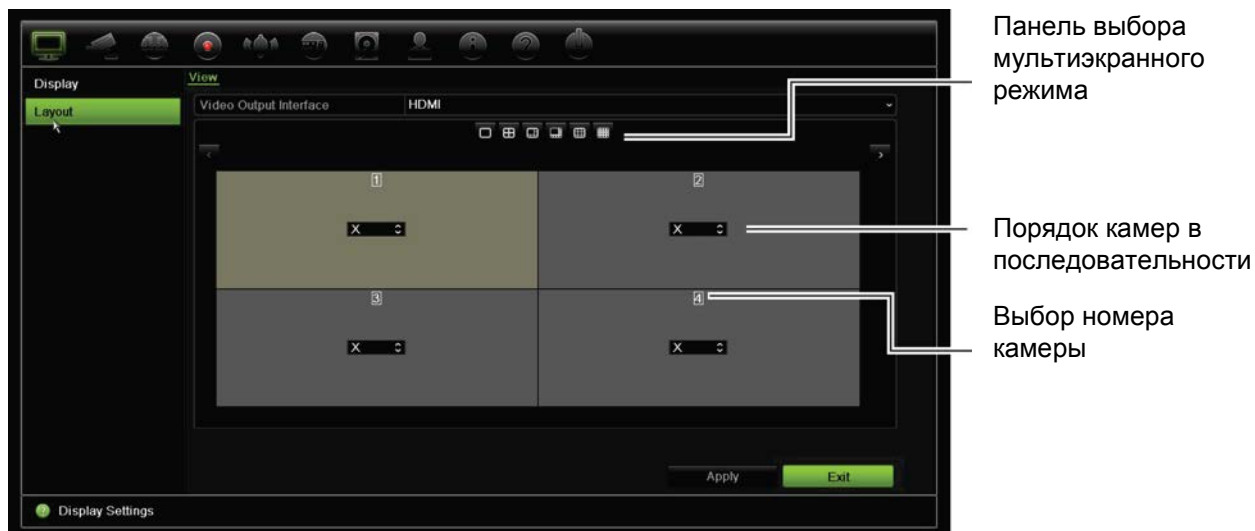 Панель выбора
мультиэкранного
режима
Display
View
Layout
Video Output Interface HDMI
1 2
X X
Порядок камер в
последовательности
3 4
Выбор номера
камеры
X X
Apply Exit
Display Settings